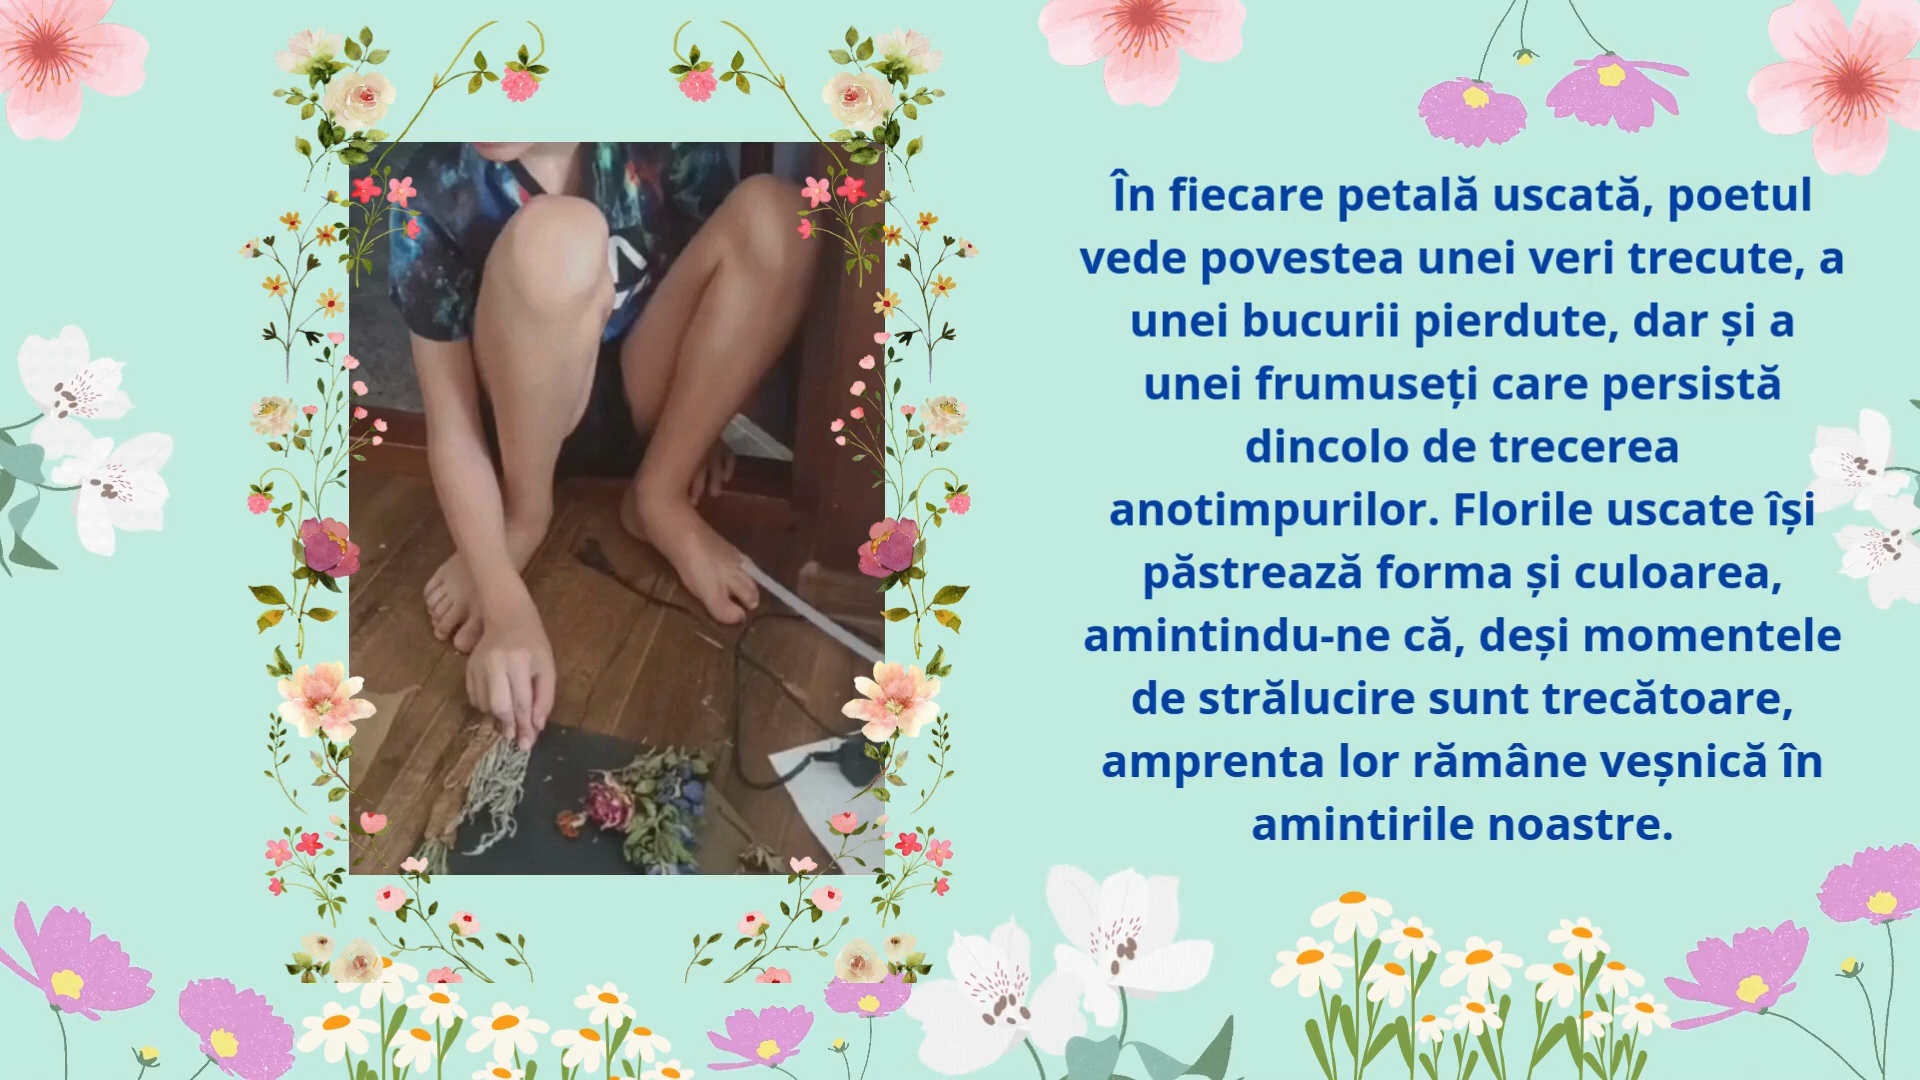 În fiecare petală uscată, poetul
vede povestea unei veri trecute, a
unei bucurii pierdute, dar și a
unei frumuseți care persistă
dincolo de trecerea
anotimpurilor. Florile uscate își
păstrează forma și culoarea,
amintindu-ne că, deși momentele
de strălucire sunt trecătoare,
amprenta lor rămâne veșnică în
amintirile noastre.